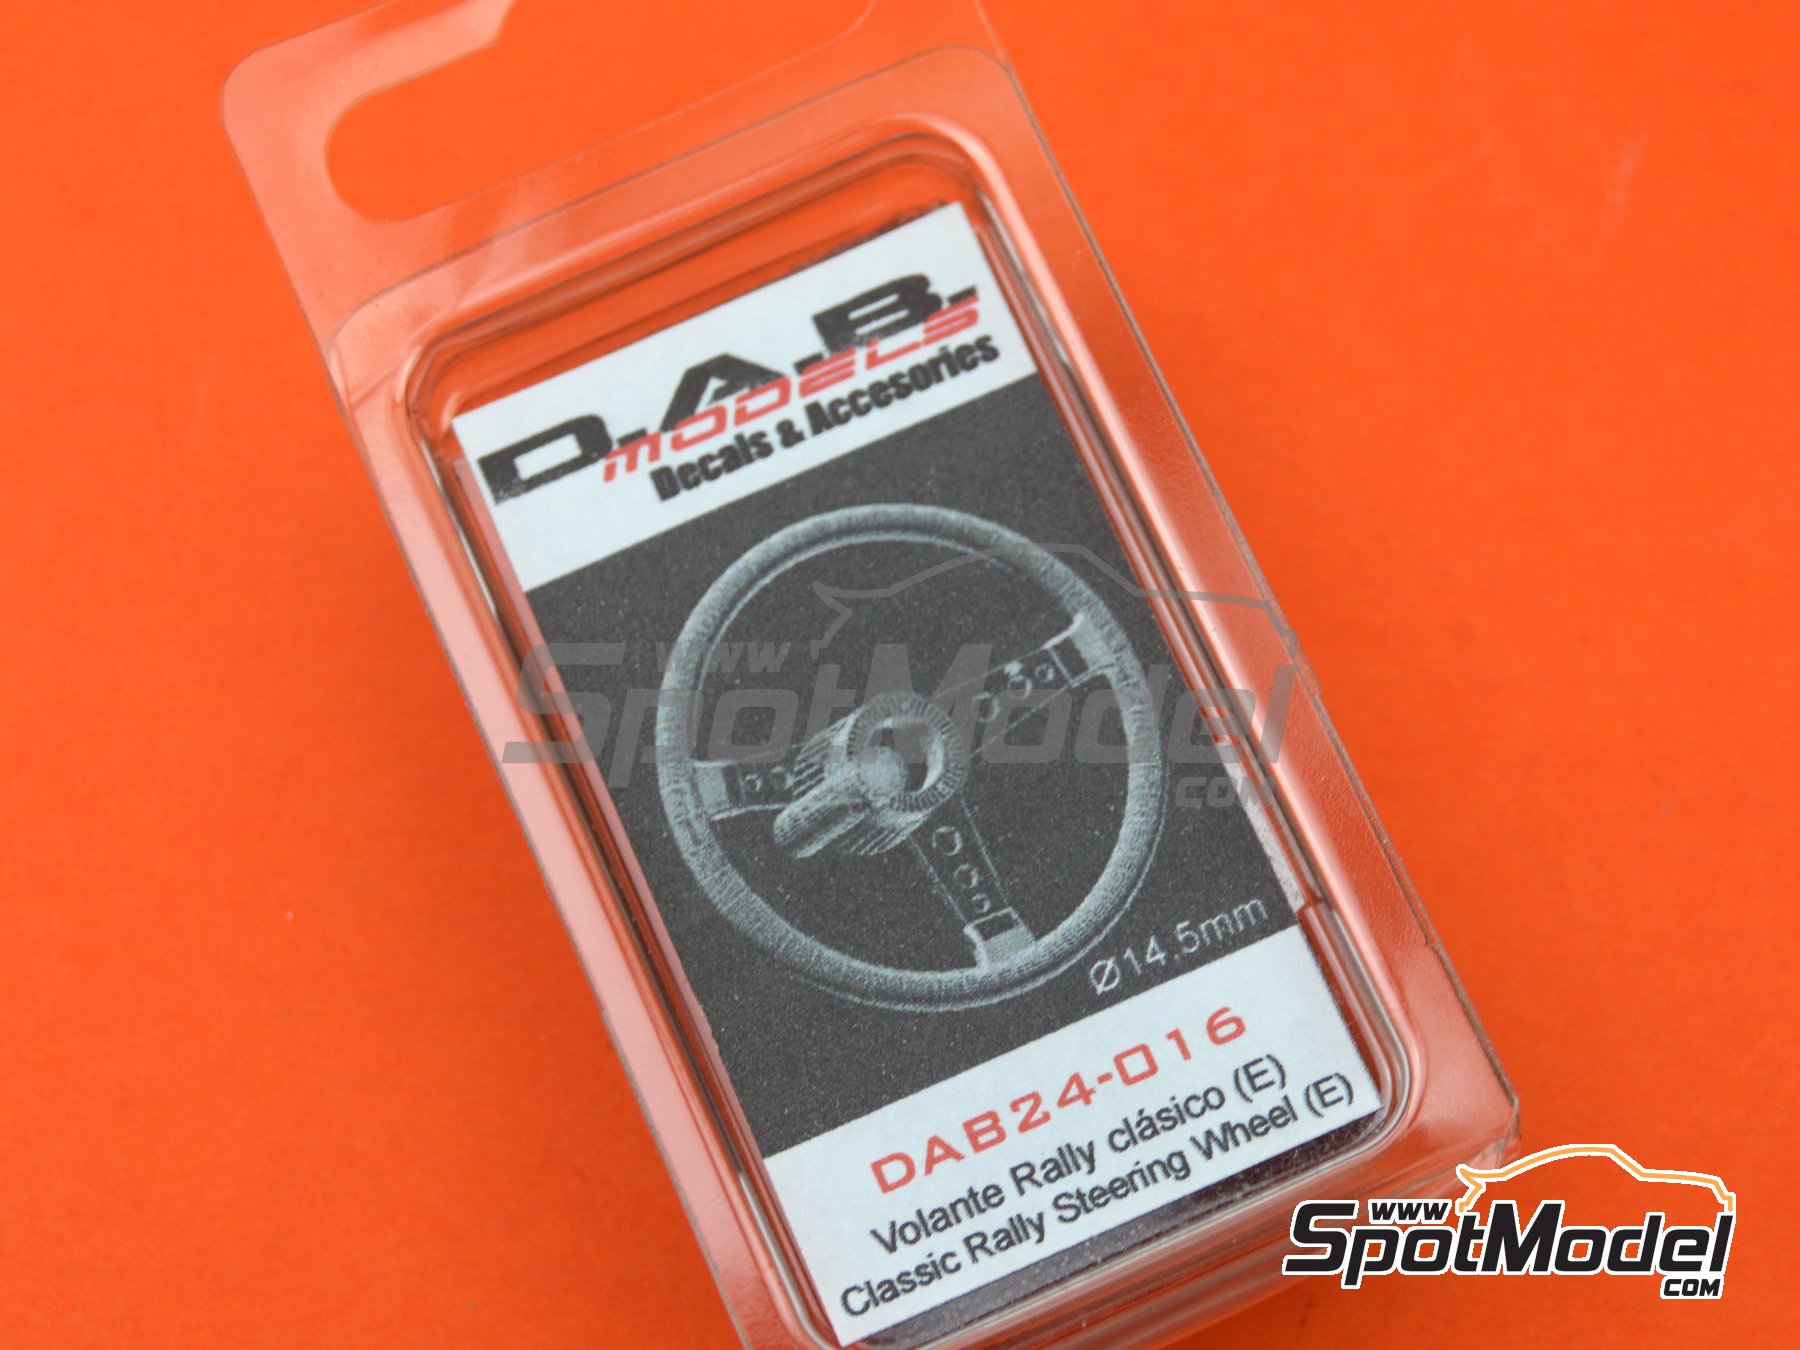 D.A.B.
MODELS
Decals & Accesories
www
SpotModel
.COM
Ø14.5mm
DAB24-016
Volante Rally clásico (E)
Classic Rally Steering Wheel (E)
www
SpotModel
.COM